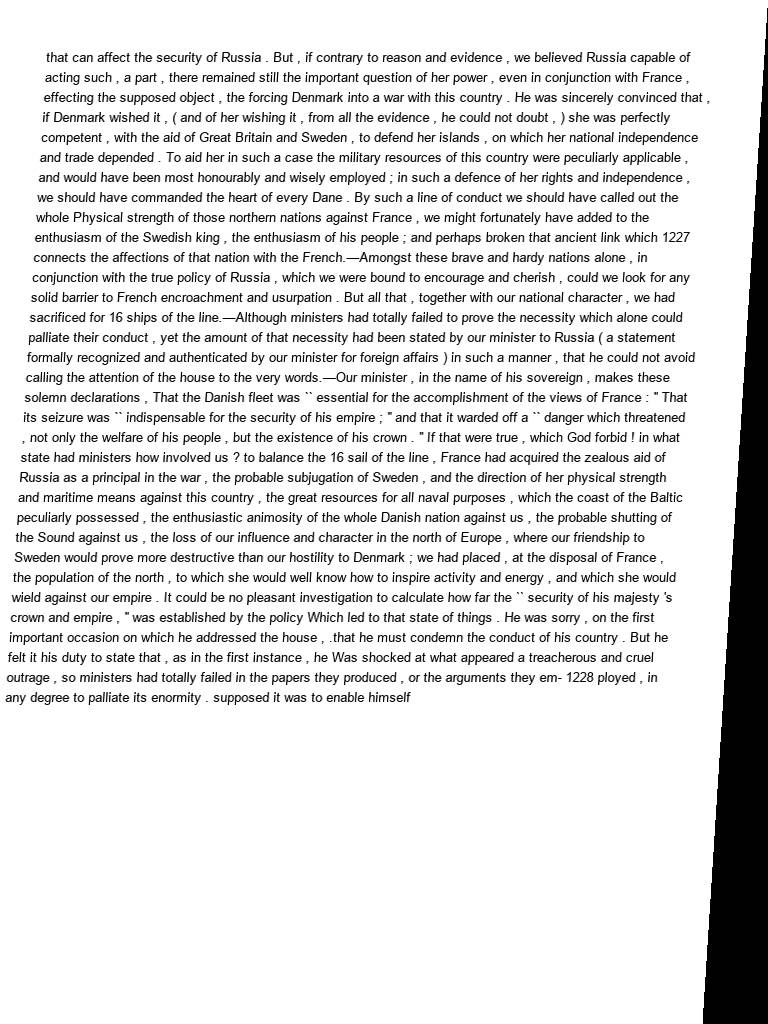 that can affect the security of Russia . But , if contrary to reason and evidence , we believed Russia capable of
acting such , a part , there remained still the important question of her power , even in conjunction with France ,
effecting the supposed object , the forcing Denmark into a war with this country . He was sincerely convinced that ,
if Denmark wished it , ( and of her wishing it , from all the evidence , he could not doubt , ) she was perfectly
competent , with the aid of Great Britain and Sweden , to defend her islands , on which her national independence
and trade depended . To aid her in such a case the military resources of this country were peculiarly applicable ,
and would have been most honourably and wisely employed ; in such a defence of her rights and independence ,
we should have commanded the heart of every Dane . By such a line of conduct we should have called out the
whole Physical strength of those northern nations against France , we might fortunately have added to the
enthusiasm of the Swedish king , the enthusiasm of his people ; and perhaps broken that ancient link which 1227
connects the affections of that nation with the French.—Amongst these brave and hardy nations alone , in
conjunction with the true policy of Russia , which we were bound to encourage and cherish , could we look for any
solid barrier to French encroachment and usurpation . But all that , together with our national character , we had
sacrificed for 16 ships of the line.—Although ministers had totally failed to prove the necessity which alone could
palliate their conduct , yet the amount of that necessity had been stated by our minister to Russia ( a statement
formally recognized and authenticated by our minister for foreign affairs ) in such a manner , that he could not avoid
calling the attention of the house to the very words.—Our minister , in the name of his sovereign , makes these
solemn declarations , That the Danish fleet was `` essential for the accomplishment of the views of France : " That
its seizure was `` indispensable for the security of his empire ; " and that it warded off a `` danger which threatened
, not only the welfare of his people , but the existence of his crown . " If that were true , which God forbid ! in what
state had ministers how involved us ? to balance the 16 sail of the line , France had acquired the zealous aid of
Russia as a principal in the war , the probable subjugation of Sweden , and the direction of her physical strength
and maritime means against this country , the great resources for all naval purposes , which the coast of the Baltic
peculiarly possessed , the enthusiastic animosity of the whole Danish nation against us , the probable shutting of
the Sound against us , the loss of our influence and character in the north of Europe , where our friendship to
Sweden would prove more destructive than our hostility to Denmark ; we had placed , at the disposal of France ,
the population of the north , to which she would well know how to inspire activity and energy , and which she would
wield against our empire . It could be no pleasant investigation to calculate how far the `` security of his majesty 's
crown and empire , " was established by the policy Which led to that state of things . He was sorry , on the first
important occasion on which he addressed the house , .that he must condemn the conduct of his country . But he
felt it his duty to state that , as in the first instance , he Was shocked at what appeared a treacherous and cruel
outrage , so ministers had totally failed in the papers they produced , or the arguments they em- 1228 ployed , in
any degree to palliate its enormity . supposed it was to enable himself